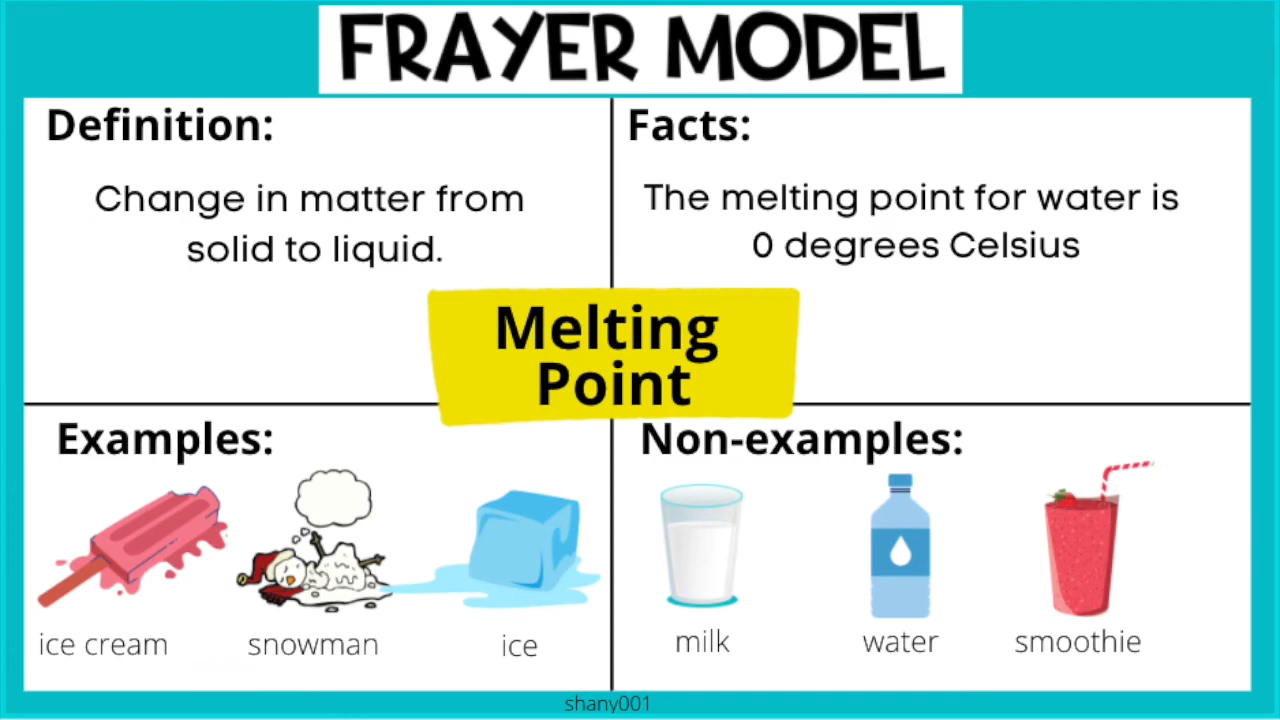 FRAYER MODEL
Definition:
Change in matter from
solid to liquid.
Facts:
The melting point for water is
0 degrees Celsius
Melting
Point
Examples:
ice cream
snowman
ice
Non-examples:
milk
water
smoothie
shany001